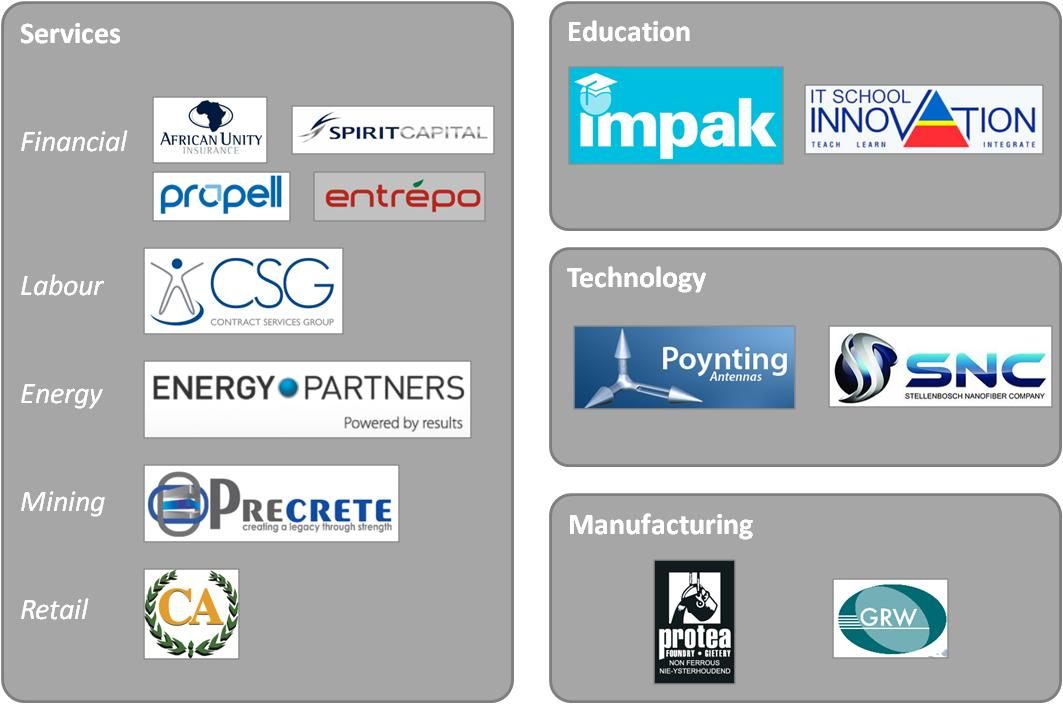 Services
Financial
AFRICAN UNITY
INSURANCE
SPIRITCAPITAL
propell
entrépo
Labour
CSG
CONTRACT SERVICES GROUP
Energy
ENERGY PARTNERS
Powered by results
Mining
PRECRETE
creating a legacy through strength
Retail
CA
Education
impak
IT SCHOOL
INNOVATION
TEACH LEARN INTEGRATE
Technology
Poynting
Antennas
SNC
STELLENBOSCH NANOFIBER COMPANY
Manufacturing
protea
FOUNDRY • GIETERY
NON FERROUS
NIE-YSTERHOUDEND
GRW